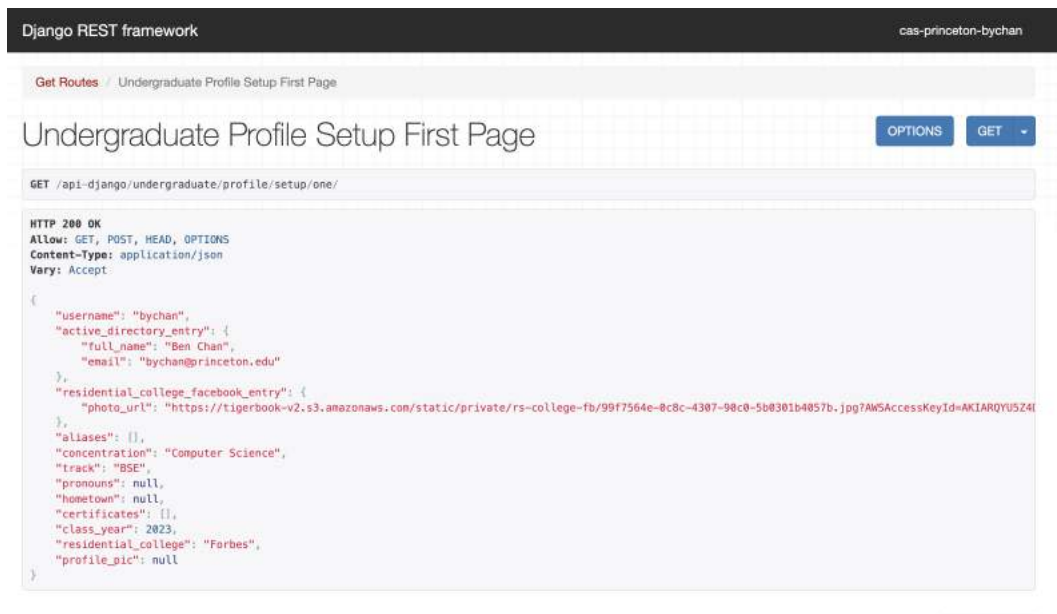 Django REST framework
cas-princeton-bychan
Get Routes / Undergraduate Profile Setup First Page
Undergraduate Profile Setup First Page
OPTIONS
GET
GET /api-django/undergraduate/profile/setup/one/
HTTP 200 OK
Allow: GET, POST, HEAD, OPTIONS
Content-Type: application/json
Vary: Accept
{
"username": "bychan",
"active_directory_entry": {
"full_name": "Ben Chan",
"email": "bychan@princeton.edu"
},
"residential_college_facebook_entry": {
"photo_url": "https://tigerbook-v2.s3.amazonaws.com/static/private/rs-college-fb/99f7564e-0c8c-4307-90c0-5b0301b4057b.jpg?AWSAccessKeyId=AKIARQYU5Z4
},
"aliases": [],
"concentration": "Computer Science",
"track": "BSE",
"pronouns": null,
"hometown": null,
"certificates": [],
"class_year": 2023,
"residential_college": "Forbes",
"profile_pic": null
}